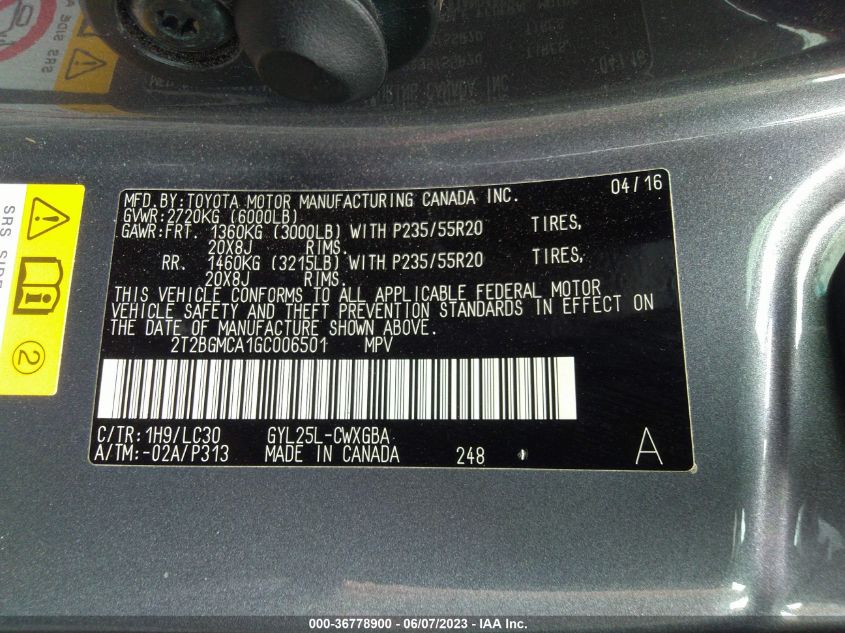 MFD.BY:TOYOTA MOTOR MANUFACTURING CANADA INC. 04/16
GVWR:2720KG (6000LB)
GAWR:FRT. 1360KG (3000LB) WITH P235/55R20 TIRES,
20X8J RIMS.
RR. 1460KG (3215LB) WITH P235/55R20 TIRES,
20X8J RIMS.
THIS VEHICLE CONFORMS TO ALL APPLICABLE FEDERAL MOTOR
VEHICLE SAFETY AND THEFT PREVENTION STANDARDS IN EFFECT ON
THE DATE OF MANUFACTURE SHOWN ABOVE.
2T2BGMCA1GC006501 MPV
C/TR: 1H9/LC30 GYL25L-CWXGBA
A/TM:-02A/P313 MADE IN CANADA 248 A
SRS SIDE
2
000-36778900 - 06/07/2023 - IAA Inc.